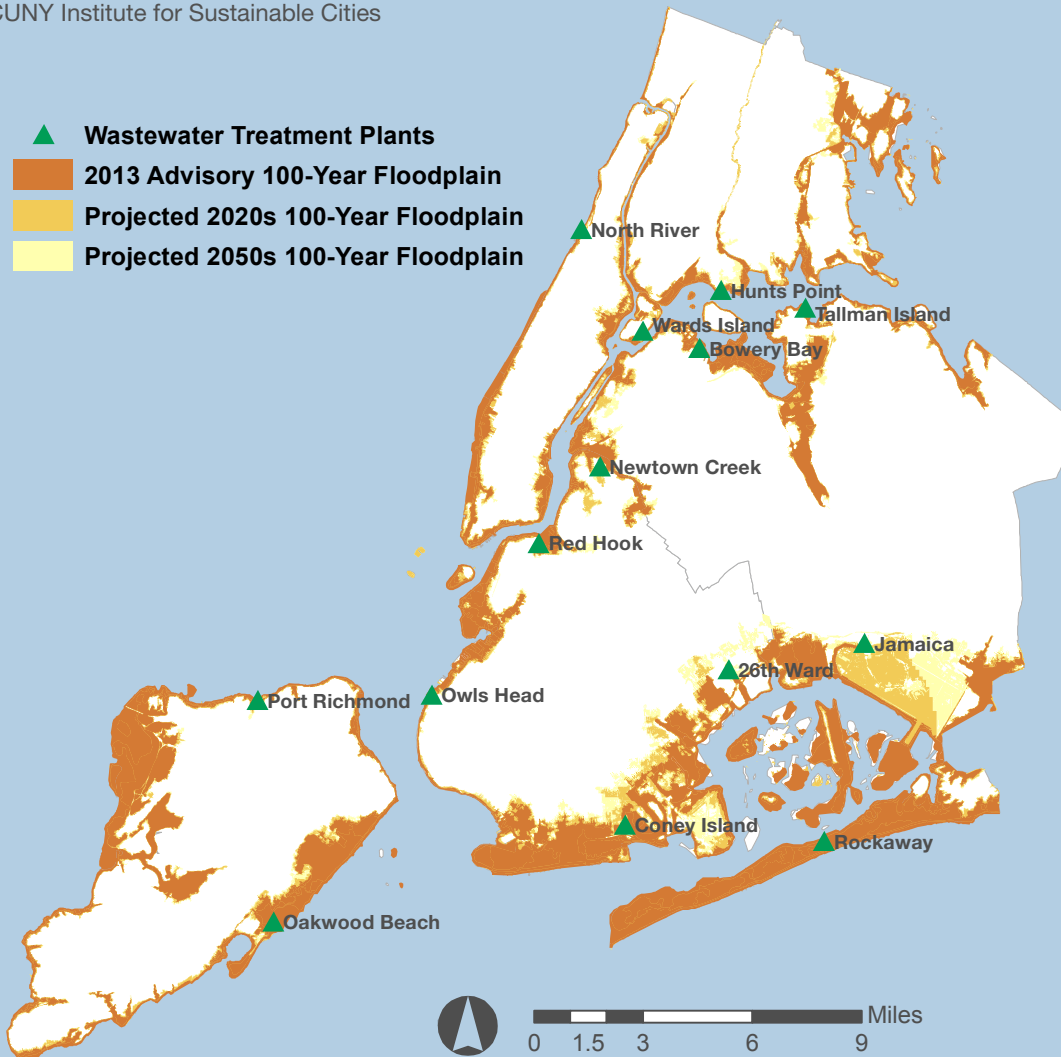 CUNY Institute for Sustainable Cities
Wastewater Treatment Plants
2013 Advisory 100-Year Floodplain
Projected 2020s 100-Year Floodplain
Projected 2050s 100-Year Floodplain
North River
Hunts Point
Tallman Island
Wards Island
Bowery Bay
Newtown Creek
Red Hook
Jamaica
26th Ward
Port Richmond
Owls Head
Coney Island
Rockaway
Oakwood Beach
Miles
0 1.5 3 6 9